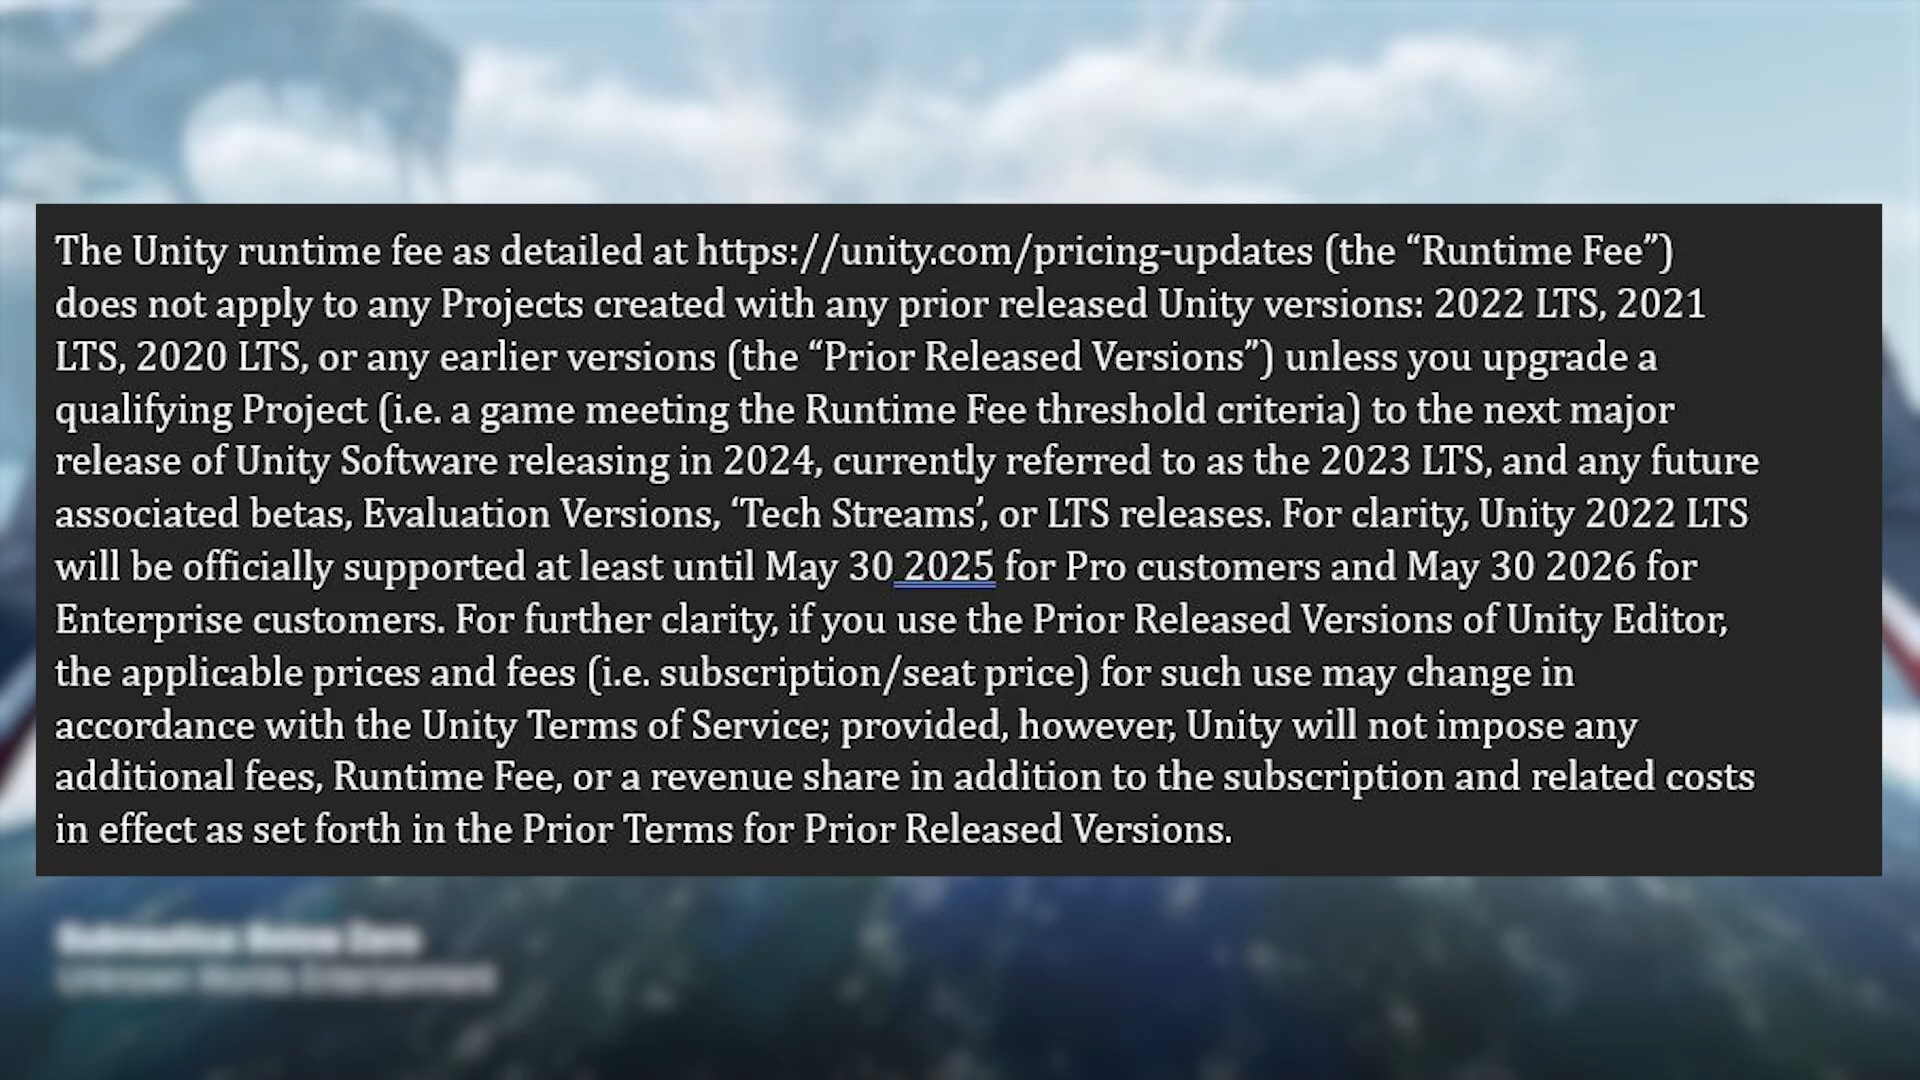 The Unity runtime fee as detailed at https://unity.com/pricing-updates (the “Runtime Fee”)
does not apply to any Projects created with any prior released Unity versions: 2022 LTS, 2021
LTS, 2020 LTS, or any earlier versions (the “Prior Released Versions”) unless you upgrade a
qualifying Project (i.e. a game meeting the Runtime Fee threshold criteria) to the next major
release of Unity Software releasing in 2024, currently referred to as the 2023 LTS, and any future
associated betas, Evaluation Versions, ‘Tech Streams’, or LTS releases. For clarity, Unity 2022 LTS
will be officially supported at least until May 30 2025 for Pro customers and May 30 2026 for
Enterprise customers. For further clarity, if you use the Prior Released Versions of Unity Editor,
the applicable prices and fees (i.e. subscription/seat price) for such use may change in
accordance with the Unity Terms of Service; provided, however, Unity will not impose any
additional fees, Runtime Fee, or a revenue share in addition to the subscription and related costs
in effect as set forth in the Prior Terms for Prior Released Versions.
Subnautica Below Zero
Unknown Worlds Entertainment